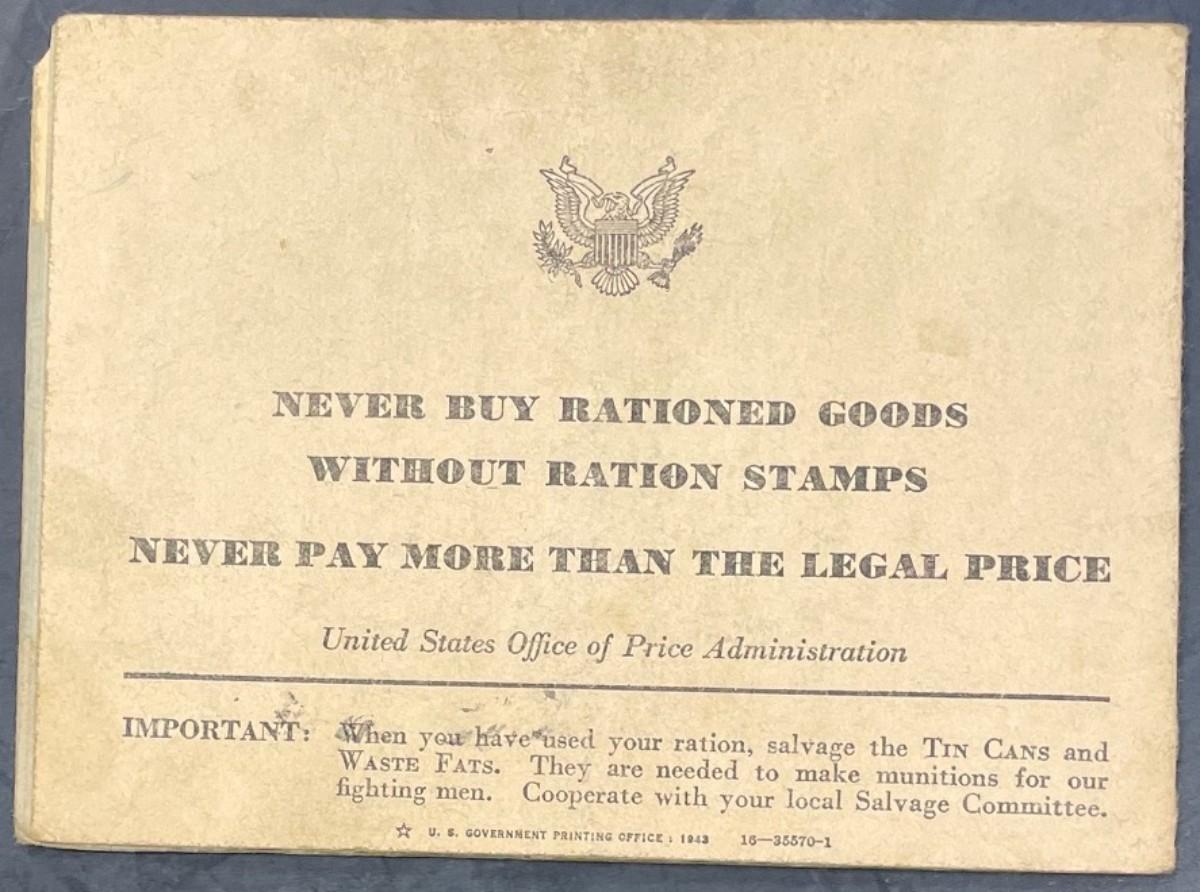 NEVER BUY RATIONED GOODS
WITHOUT RATION STAMPS
NEVER PAY MORE THAN THE LEGAL PRICE
United States Office of Price Administration
IMPORTANT: When you have used your ration, salvage the TIN CANS and
WASTE FATS. They are needed to make munitions for our
fighting men. Cooperate with your local Salvage Committee.
☆ U. S. GOVERNMENT PRINTING OFFICE : 1943 16—35570-1